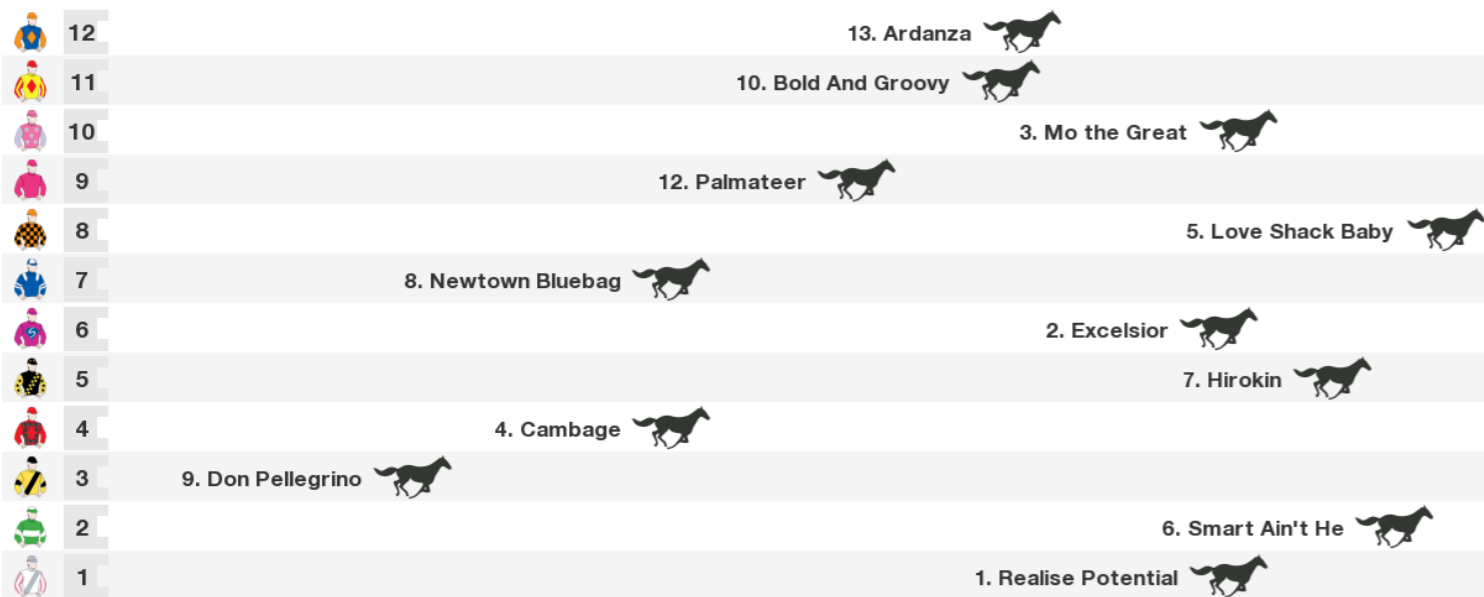 12 13. Ardanza
11 10. Bold And Groovy
10 3. Mo the Great
9 12. Palmateer
8 5. Love Shack Baby
7 8. Newtown Bluebag
6 2. Excelsior
5 7. Hirokin
4 4. Cambage
3 9. Don Pellegrino
2 6. Smart Ain't He
1 1. Realise Potential